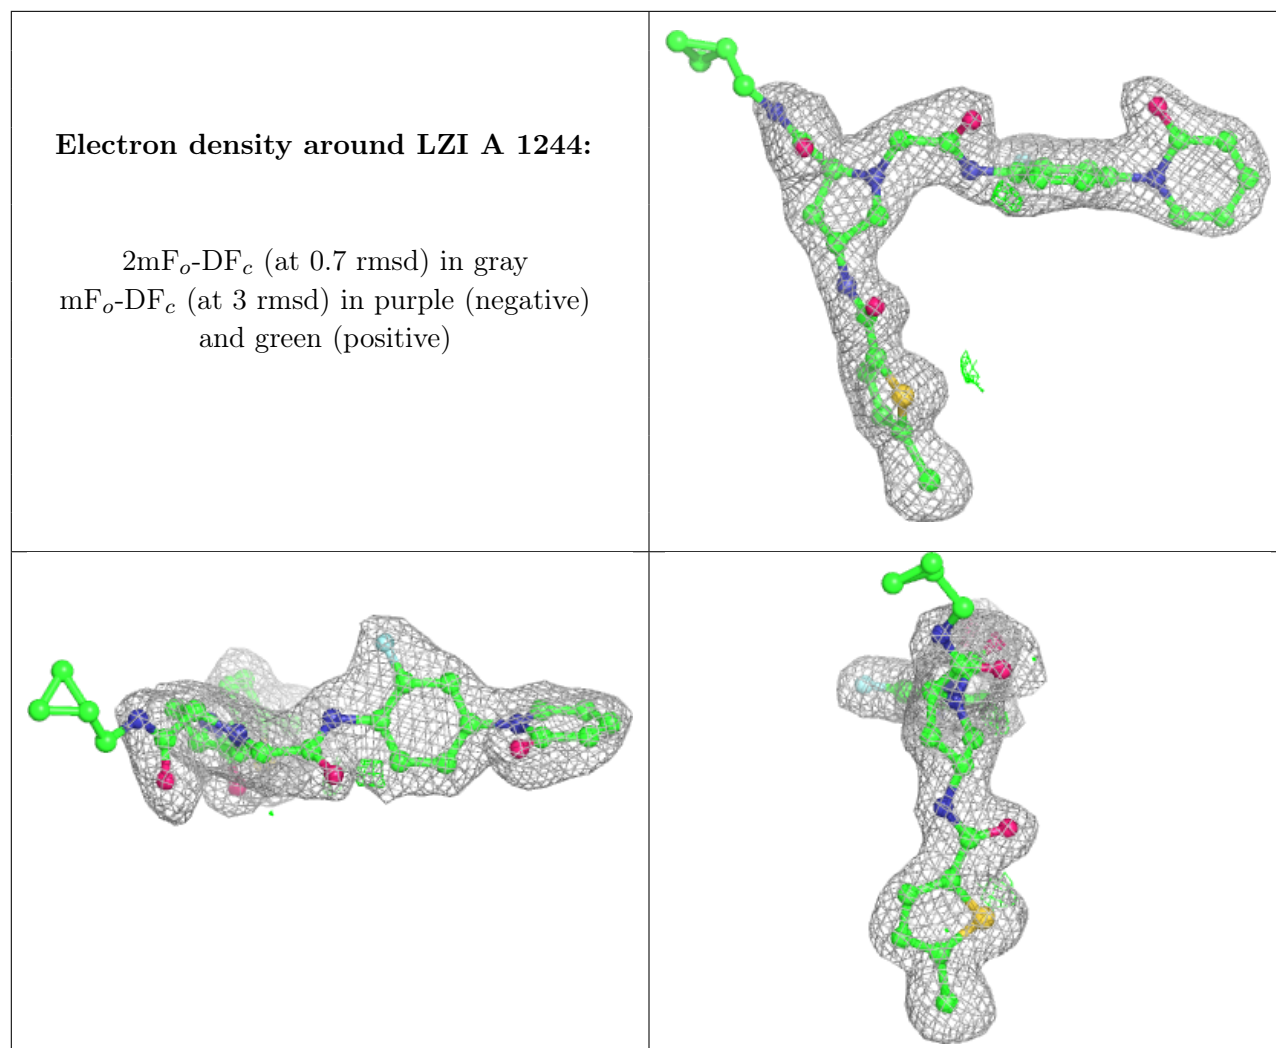 Electron density around LZI A 1244:
2mFo-DFc (at 0.7 rmsd) in gray
mFo-DFc (at 3 rmsd) in purple (negative)
and green (positive)